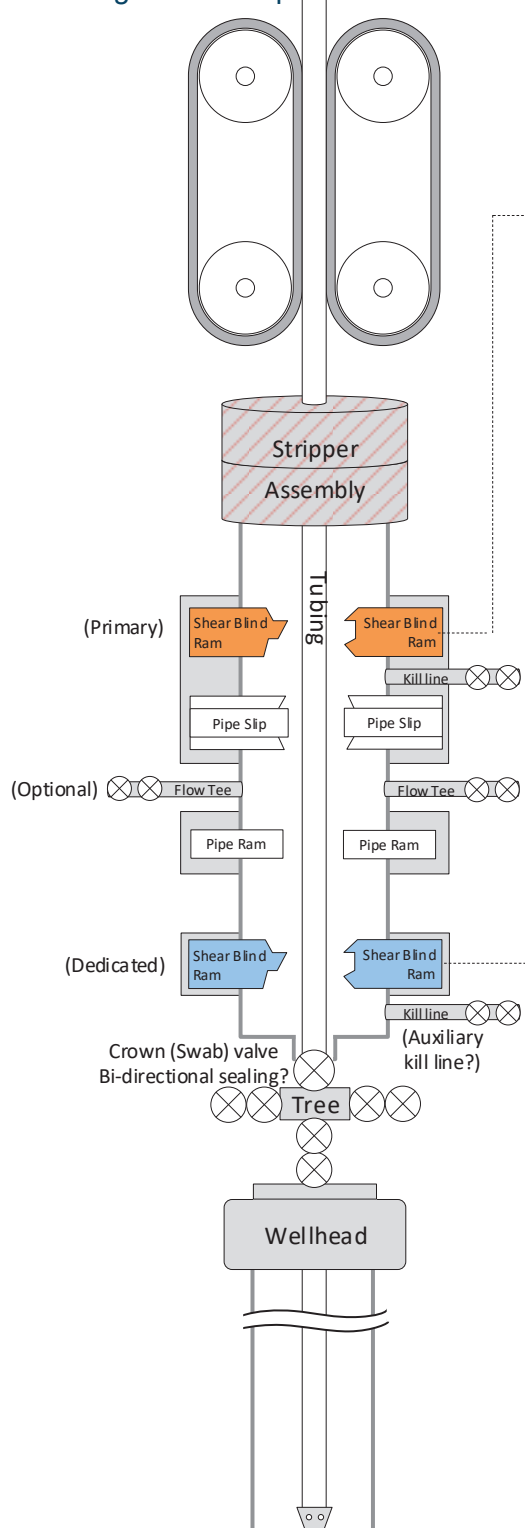 Stripper
Assembly
Tubing
(Primary)
Shear Blind
Ram
Shear Blind
Ram
Kill line
Pipe Slip
Pipe Slip
(Optional)
Flow Tee
Flow Tee
Pipe Ram
Pipe Ram
(Dedicated)
Shear Blind
Ram
Shear Blind
Ram
Kill line
(Auxiliary
kill line?)
Crown (Swab) valve
Bi-directional sealing?
Tree
Wellhead